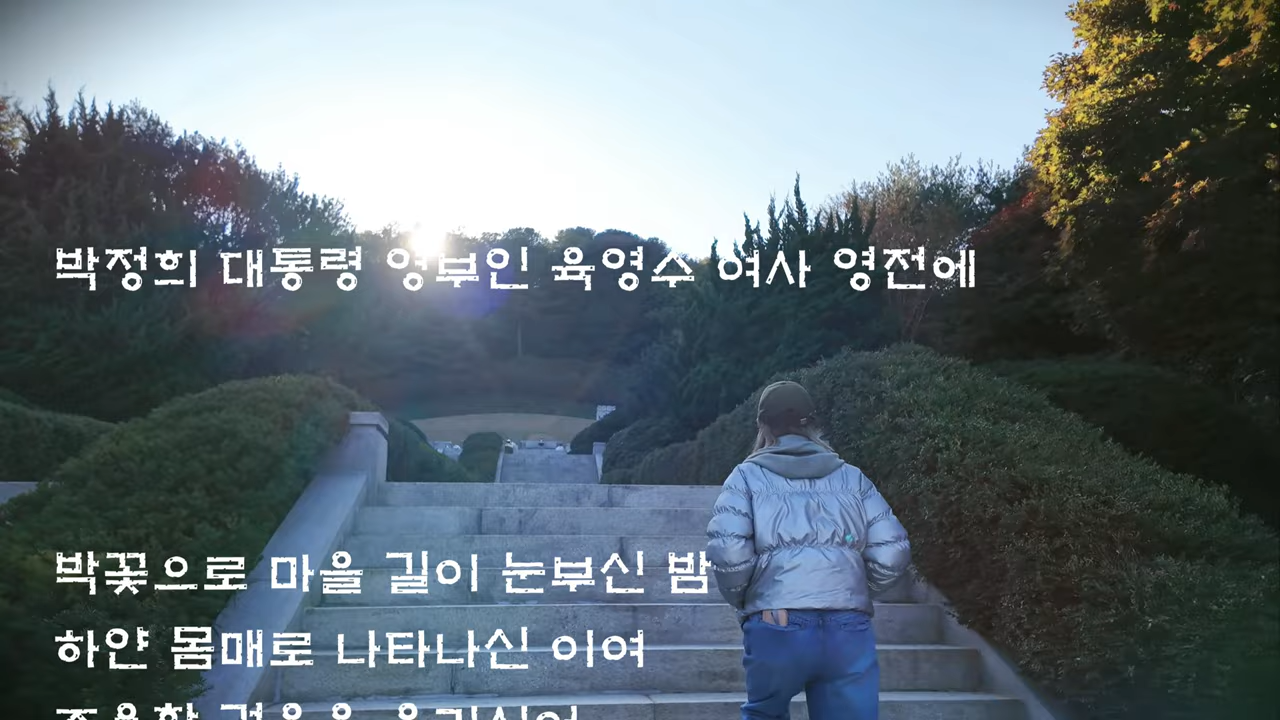 박정희 대통령 영부인 육영수 여사 영전에
박꽃으로 마을 길이 눈부신 밤
하얀 몸매로 나타나신 이여